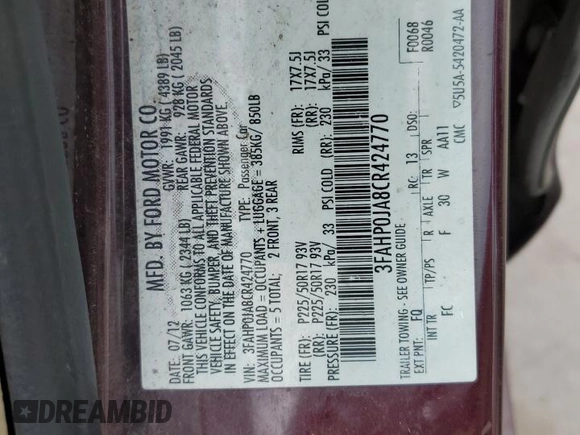 MFD. BY FORD MOTOR CO.
DATE: 07/12 GVWR: 1991 KG ( 4389 LB)
FRONT GAWR: 1063 KG ( 2344 LB) REAR GAWR: 928 KG ( 2045 LB)
THIS VEHICLE CONFORMS TO ALL APPLICABLE FEDERAL MOTOR
VEHICLE SAFETY, BUMPER, AND THEFT PREVENTION STANDARDS
IN EFFECT ON THE DATE OF MANUFACTURE SHOWN ABOVE.
VIN: 3FAHP0JA8CR424770 TYPE: Passenger Car
MAXIMUM LOAD = OCCUPANTS + LUGGAGE = 385KG/ 850LB
OCCUPANTS = 5 TOTAL; 2 FRONT, 3 REAR
TIRE (FR): P225/50R17 93V RIMS (FR): 17X7.5J
(RR): P225/50R17 93V (RR): 17X7.5J
PRESSURE (FR): 230 kPa/ 33 PSI COLD (RR): 230 kPa/ 33 PSI COLD
3FAHP0JA8CR424770
F0068
R0046
TRAILER TOWING - SEE OWNER GUIDE
EXT PNT: FQ RC: 13 DSO:
INT TR TP/PS R AXLE TR SPR
FC F 30 W AA11
CMC 5U5A-5420472-AA
DREAMBID